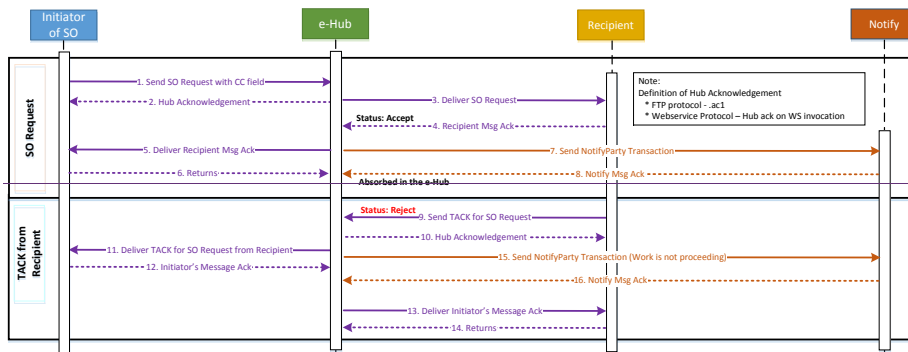 Initiator
of SO
e-Hub
Recipient
Notify
SO Request
1. Send SO Request with CC field
2. Hub Acknowledgement
3. Deliver SO Request
Note:
Definition of Hub Acknowledgement
* FTP protocol - .ac1
* Webservice Protocol – Hub ack on WS invocation
Status: Accept
4. Recipient Msg Ack
5. Deliver Recipient Msg Ack
7. Send NotifyParty Transaction
6. Returns
8. Notify Msg Ack
Absorbed in the e-Hub
TACK from
Recipient
Status: Reject
9. Send TACK for SO Request
10. Hub Acknowledgement
11. Deliver TACK for SO Request from Recipient
15. Send NotifyParty Transaction (Work is not proceeding)
12. Initiator's Message Ack
16. Notify Msg Ack
13. Deliver Initiator's Message Ack
14. Returns